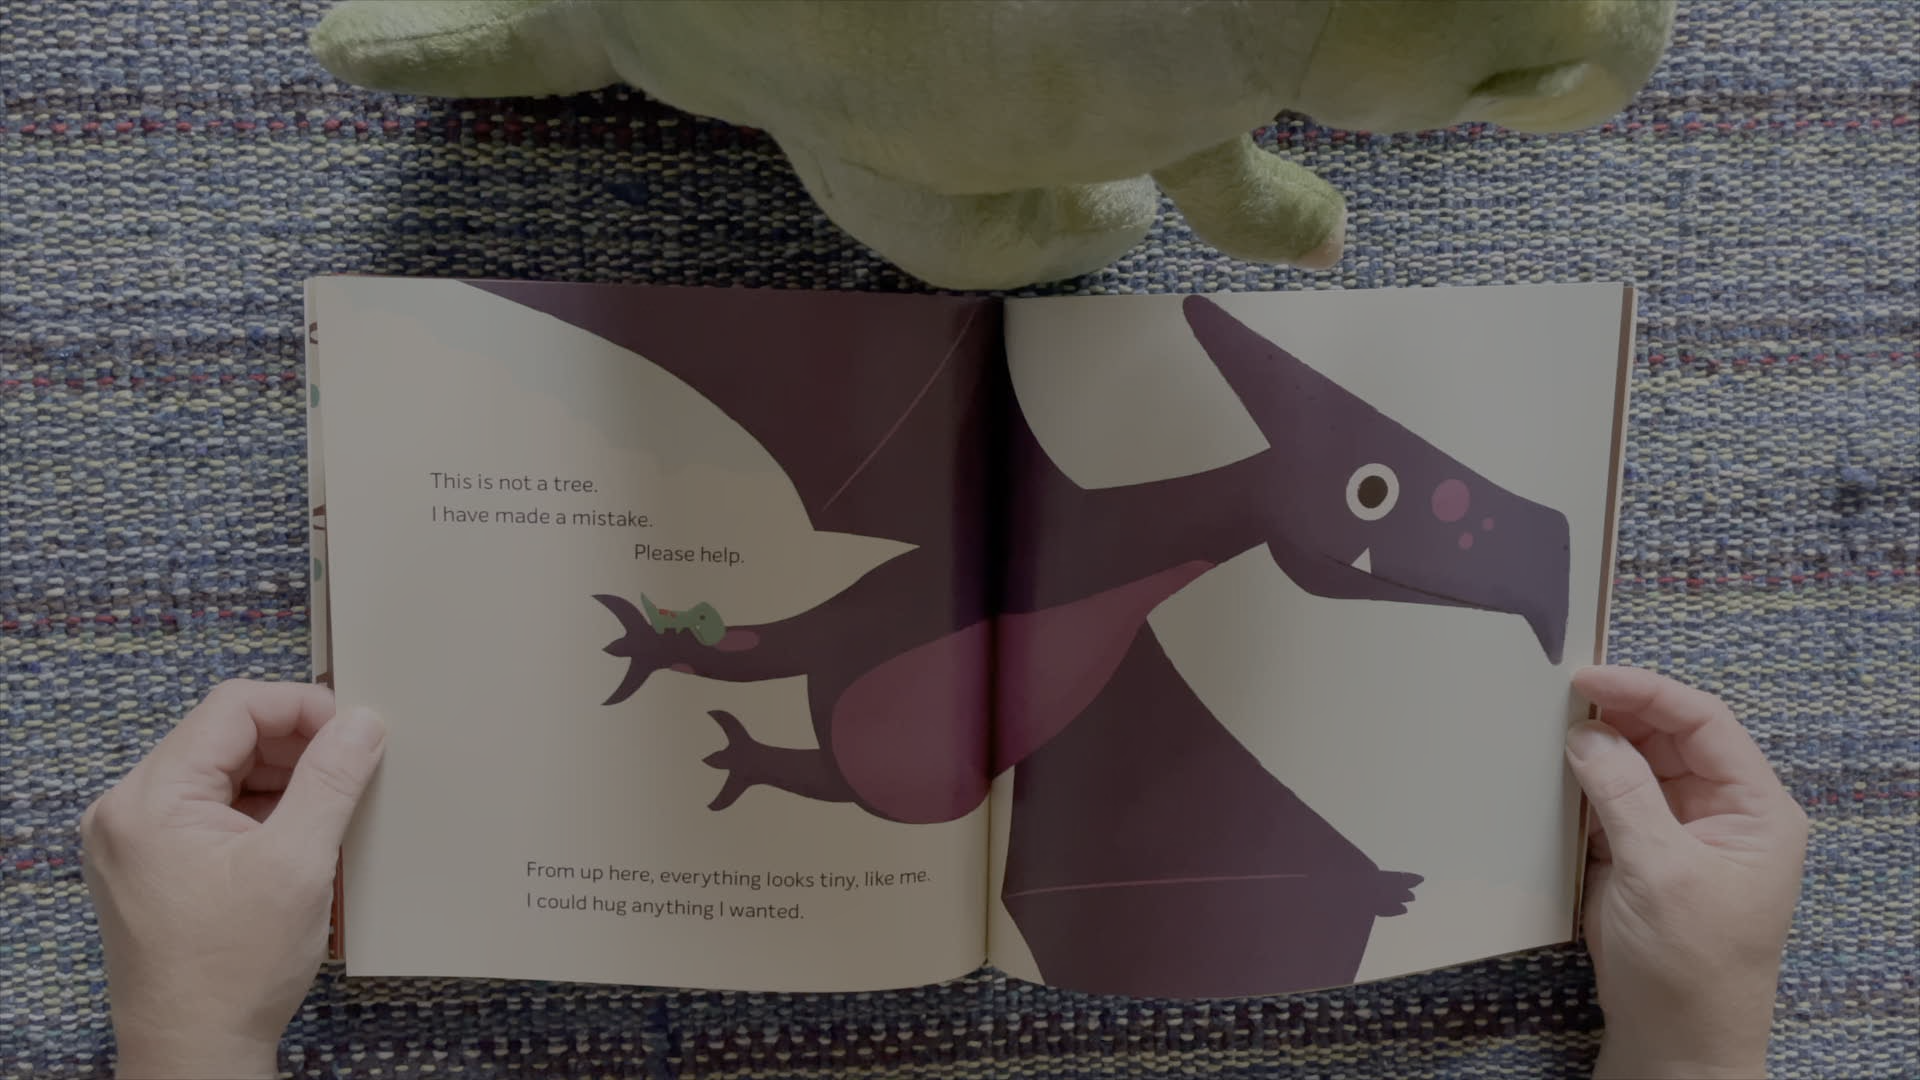 This is not a tree.
I have made a mistake.
Please help.
From up here, everything looks tiny, like me.
I could hug anything I wanted.